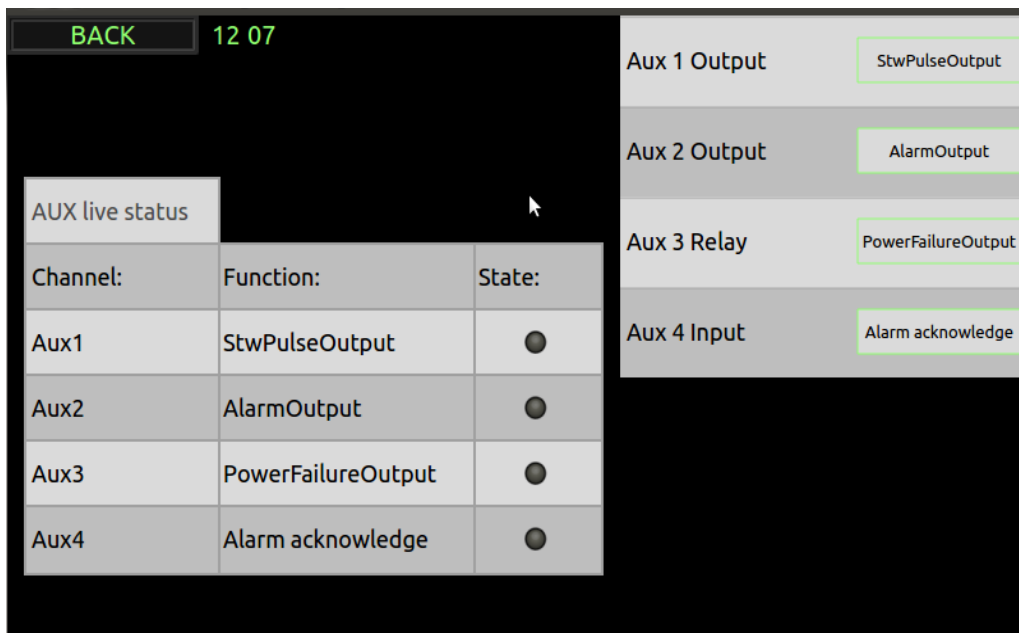 BACK 12 07
Aux 1 Output StwPulseOutput
Aux 2 Output AlarmOutput
Aux 3 Relay PowerFailureOutput
Aux 4 Input Alarm acknowledge
AUX live status
Channel: Function: State:
Aux1 StwPulseOutput
Aux2 AlarmOutput
Aux3 PowerFailureOutput
Aux4 Alarm acknowledge